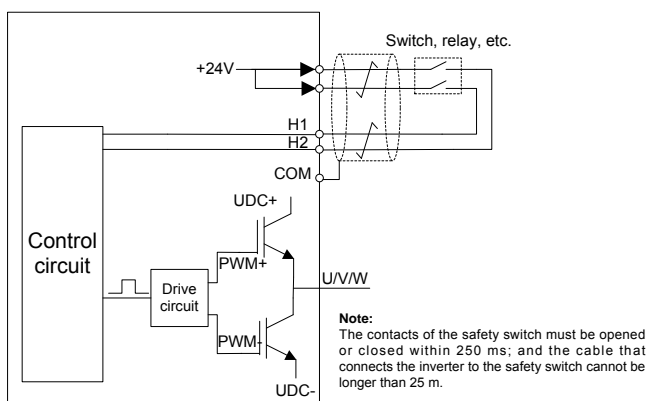 Switch, relay, etc.
+24V
H1
H2
COM
UDC+
Control
circuit
PWM+
Drive
circuit
U/V/W
PWM-
UDC-
Note:
The contacts of the safety switch must be opened
or closed within 250 ms; and the cable that
connects the inverter to the safety switch cannot be
longer than 25 m.